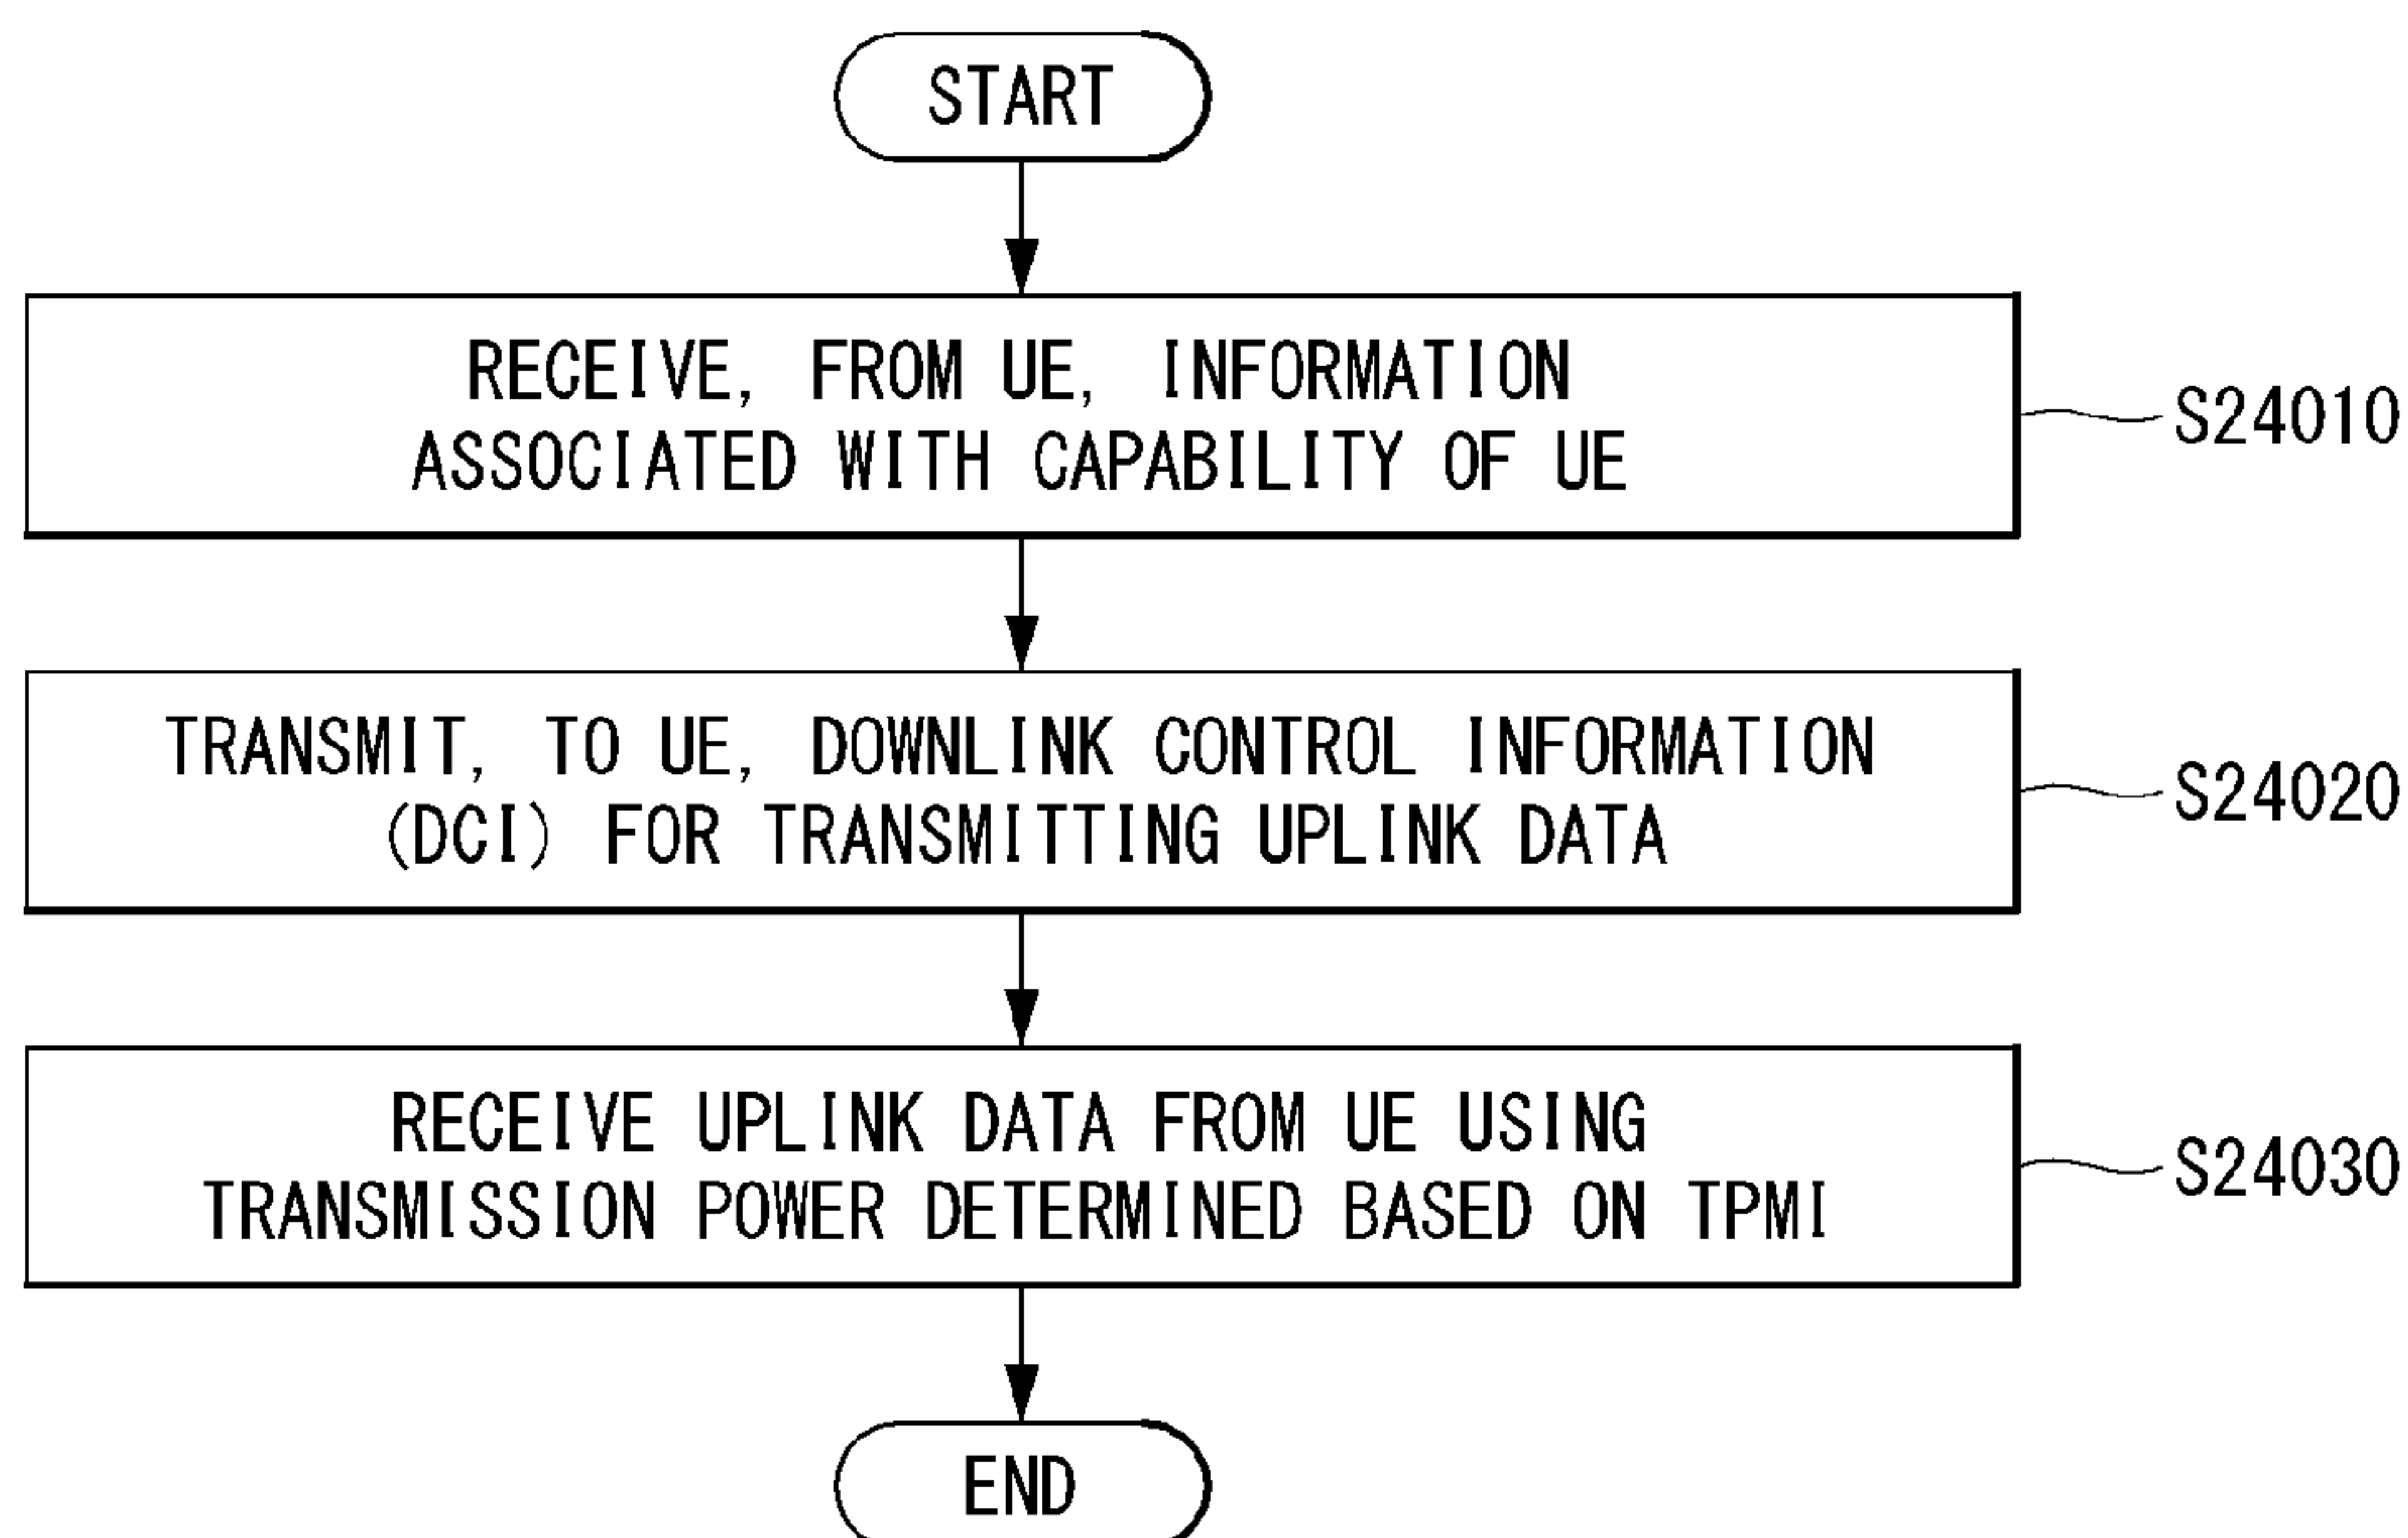 START
RECEIVE, FROM UE, INFORMATION
ASSOCIATED WITH CAPABILITY OF UE
S24010
TRANSMIT, TO UE, DOWNLINK CONTROL INFORMATION
(DCI) FOR TRANSMITTING UPLINK DATA
S24020
RECEIVE UPLINK DATA FROM UE USING
TRANSMISSION POWER DETERMINED BASED ON TPMI
S24030
END